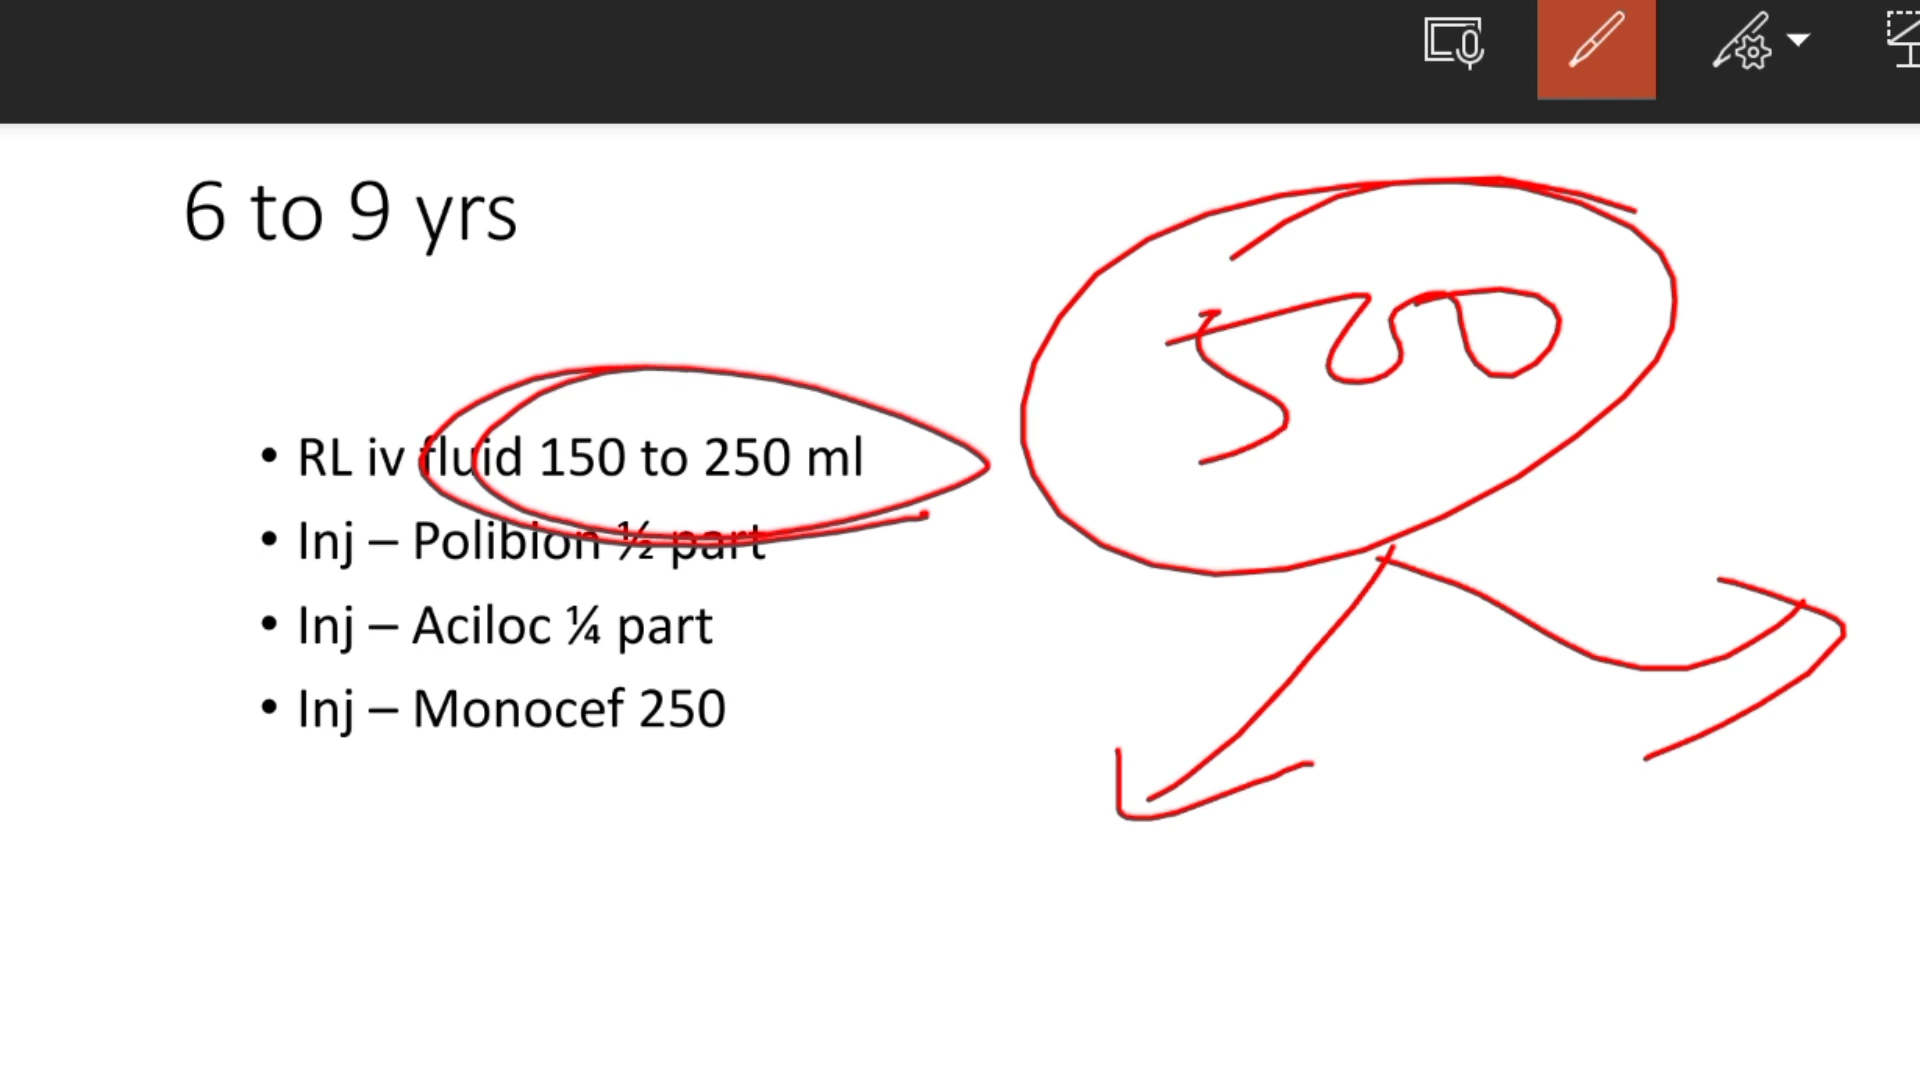 6 to 9 yrs
500
• RL iv fluid 150 to 250 ml
• Inj – Polibion ½ part
• Inj – Aciloc ¼ part
• Inj – Monocef 250